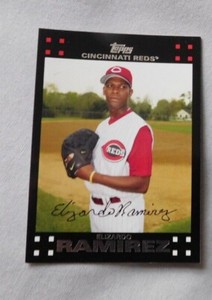 Topps
CINCINNATI REDS®
REDS
Elizardo Ramirez
ELIZARDO
RAMIREZ